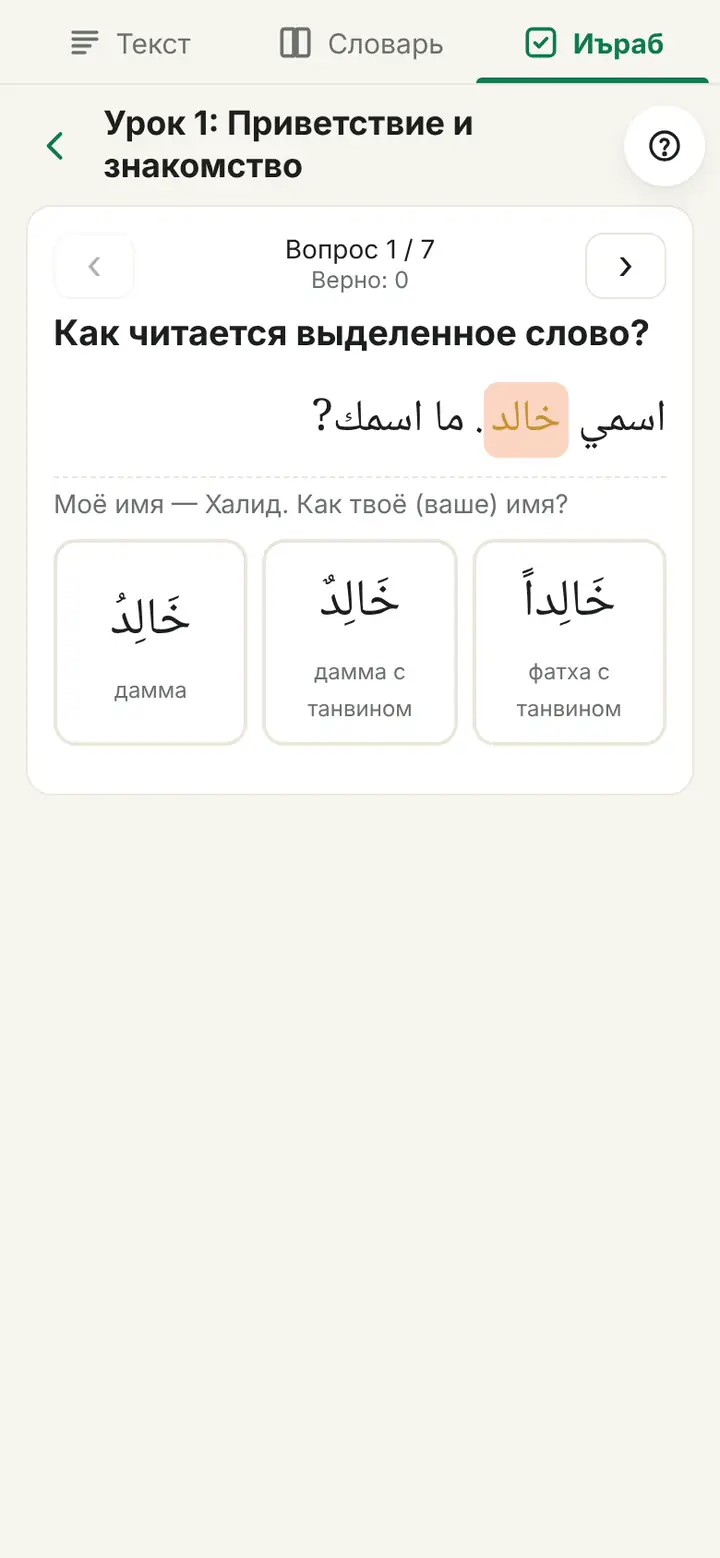 Текст Словарь Иъраб
Урок 1: Приветствие и
знакомство
Вопрос 1 / 7
Верно: 0
Как читается выделенное слово?
اسمي خالد. ما اسمك?
Моё имя — Халид. Как твоё (ваше) имя?
خَالِدُ خَالِدٌ خَالِداً
дамма
дамма с
танвином
фатха с
танвином